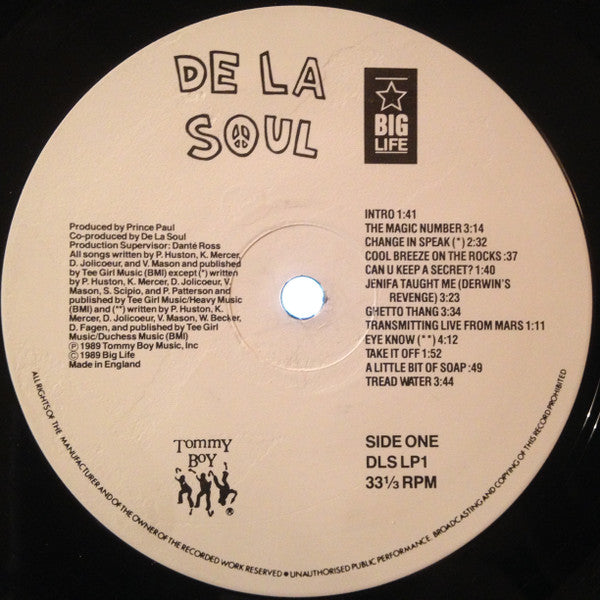 DE LA
SOUL
BIG
LIFE
Produced by Prince Paul
Co-produced by De La Soul
Production Supervisor: Danté Ross
All songs written by P. Huston, K. Mercer,
D. Jolicoeur, and V. Mason and published
by Tee Girl Music (BMI) except (*) written
by P. Huston, K. Mercer, D. Jolicoeur, V.
Mason, S. Scipio, and P. Patterson and
published by Tee Girl Music/Heavy Music
(BMI) and (**) written by P. Huston, K.
Mercer, D. Jolicoeur, V. Mason, W. Becker,
D. Fagen, and published by Tee Girl
Music/Duchess Music (BMI)
Ⓟ 1989 Tommy Boy Music, Inc.
© 1989 Big Life
Made in England
INTRO 1:41
THE MAGIC NUMBER 3:14
CHANGE IN SPEAK (*) 2:32
COOL BREEZE ON THE ROCKS :37
CAN U KEEP A SECRET? 1:40
JENIFA TAUGHT ME (DERWIN'S
REVENGE) 3:23
GHETTO THANG 3:34
TRANSMITTING LIVE FROM MARS 1:11
EYE KNOW (**) 4:12
TAKE IT OFF 1:52
A LITTLE BIT OF SOAP :49
TREAD WATER 3:44
TOMMY
BOY
®
SIDE ONE
DLS LP1
33⅓ RPM
ALL RIGHTS OF THE MANUFACTURER AND OF THE OWNER OF THE RECORDED WORK RESERVED ● UNAUTHORISED PUBLIC PERFORMANCE, BROADCASTING AND COPYING OF THIS RECORD PROHIBITED